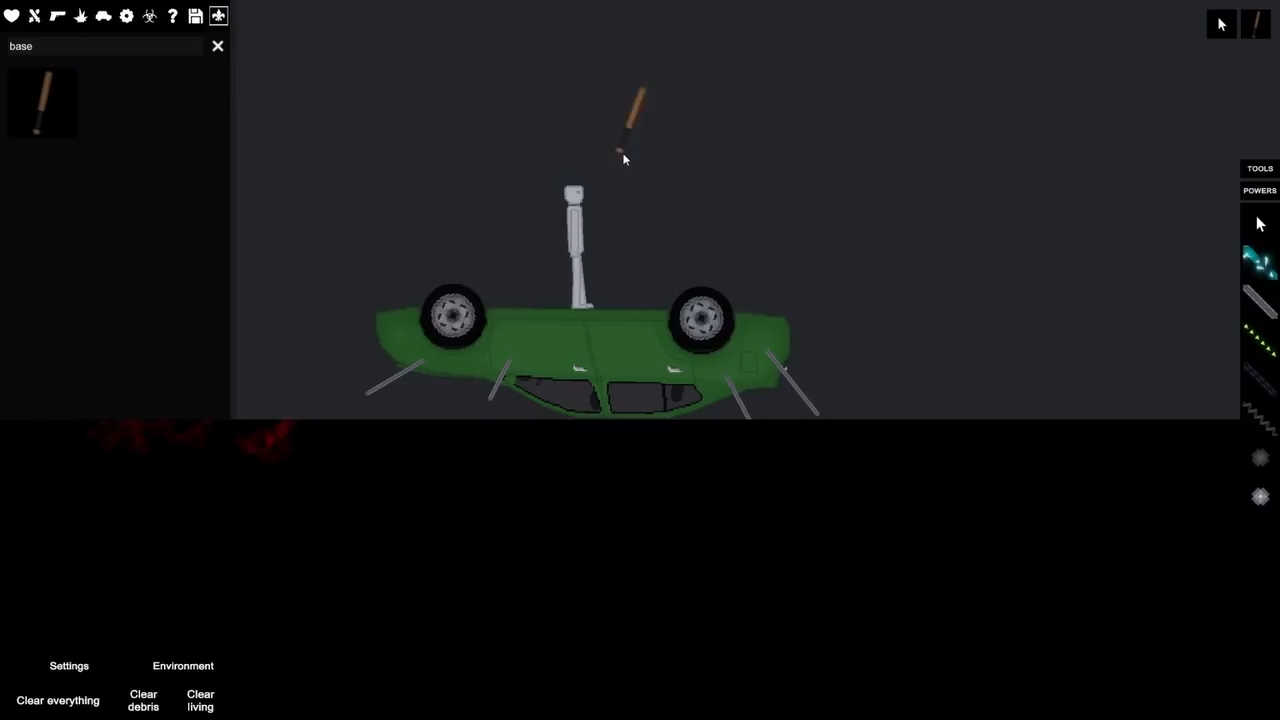 base
TOOLS
POWERS
Settings
Environment
Clear everything
Clear
debris
Clear
living